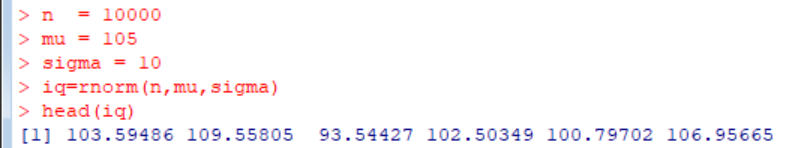 > n  = 10000
> mu = 105
> sigma = 10
> iq=rnorm(n,mu,sigma)
> head(iq)
[1] 103.59486 109.55805  93.54427 102.50349 100.79702 106.95665